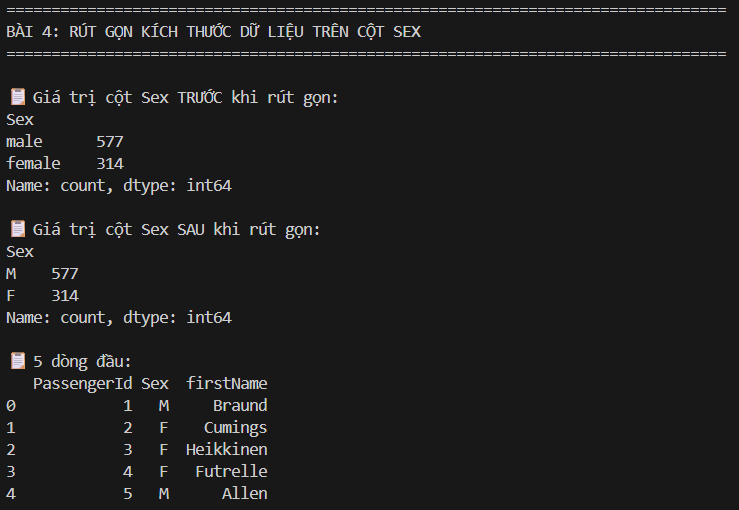 ================================================================================
BÀI 4: RÚT GỌN KÍCH THƯỚC DỮ LIỆU TRÊN CỘT SEX
================================================================================

📋 Giá trị cột Sex TRƯỚC khi rút gọn:
Sex
male      577
female    314
Name: count, dtype: int64

📋 Giá trị cột Sex SAU khi rút gọn:
Sex
M    577
F    314
Name: count, dtype: int64

📋 5 dòng đầu:
   PassengerId Sex  firstName
0            1   M     Braund
1            2   F    Cumings
2            3   F  Heikkinen
3            4   F   Futrelle
4            5   M      Allen